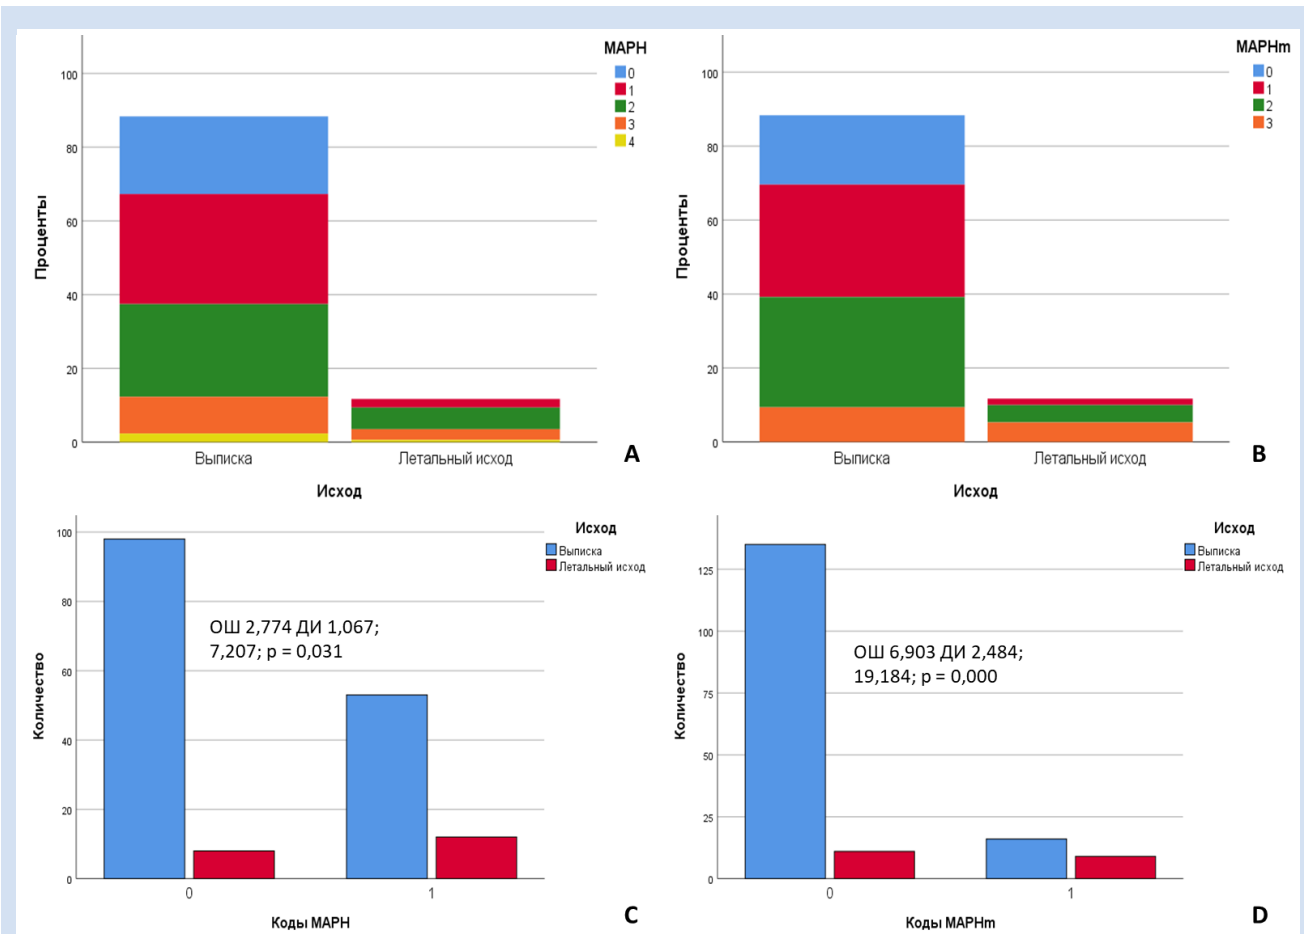 MAPH
0
1
2
3
4
100
80
60
40
20
0
Проценты
Выписка
Летальный исход
Исход
A
MAPHm
0
1
2
3
100
80
60
40
20
0
Проценты
Выписка
Летальный исход
Исход
B
Исход
Выписка
Летальный исход
100
80
60
40
20
0
Количество
ОШ 2,774 ДИ 1,067;
7,207; p = 0,031
0
1
Коды MAPH
C
Исход
Выписка
Летальный исход
125
100
75
50
25
0
Количество
ОШ 6,903 ДИ 2,484;
19,184; p = 0,000
0
1
Коды MAPHm
D